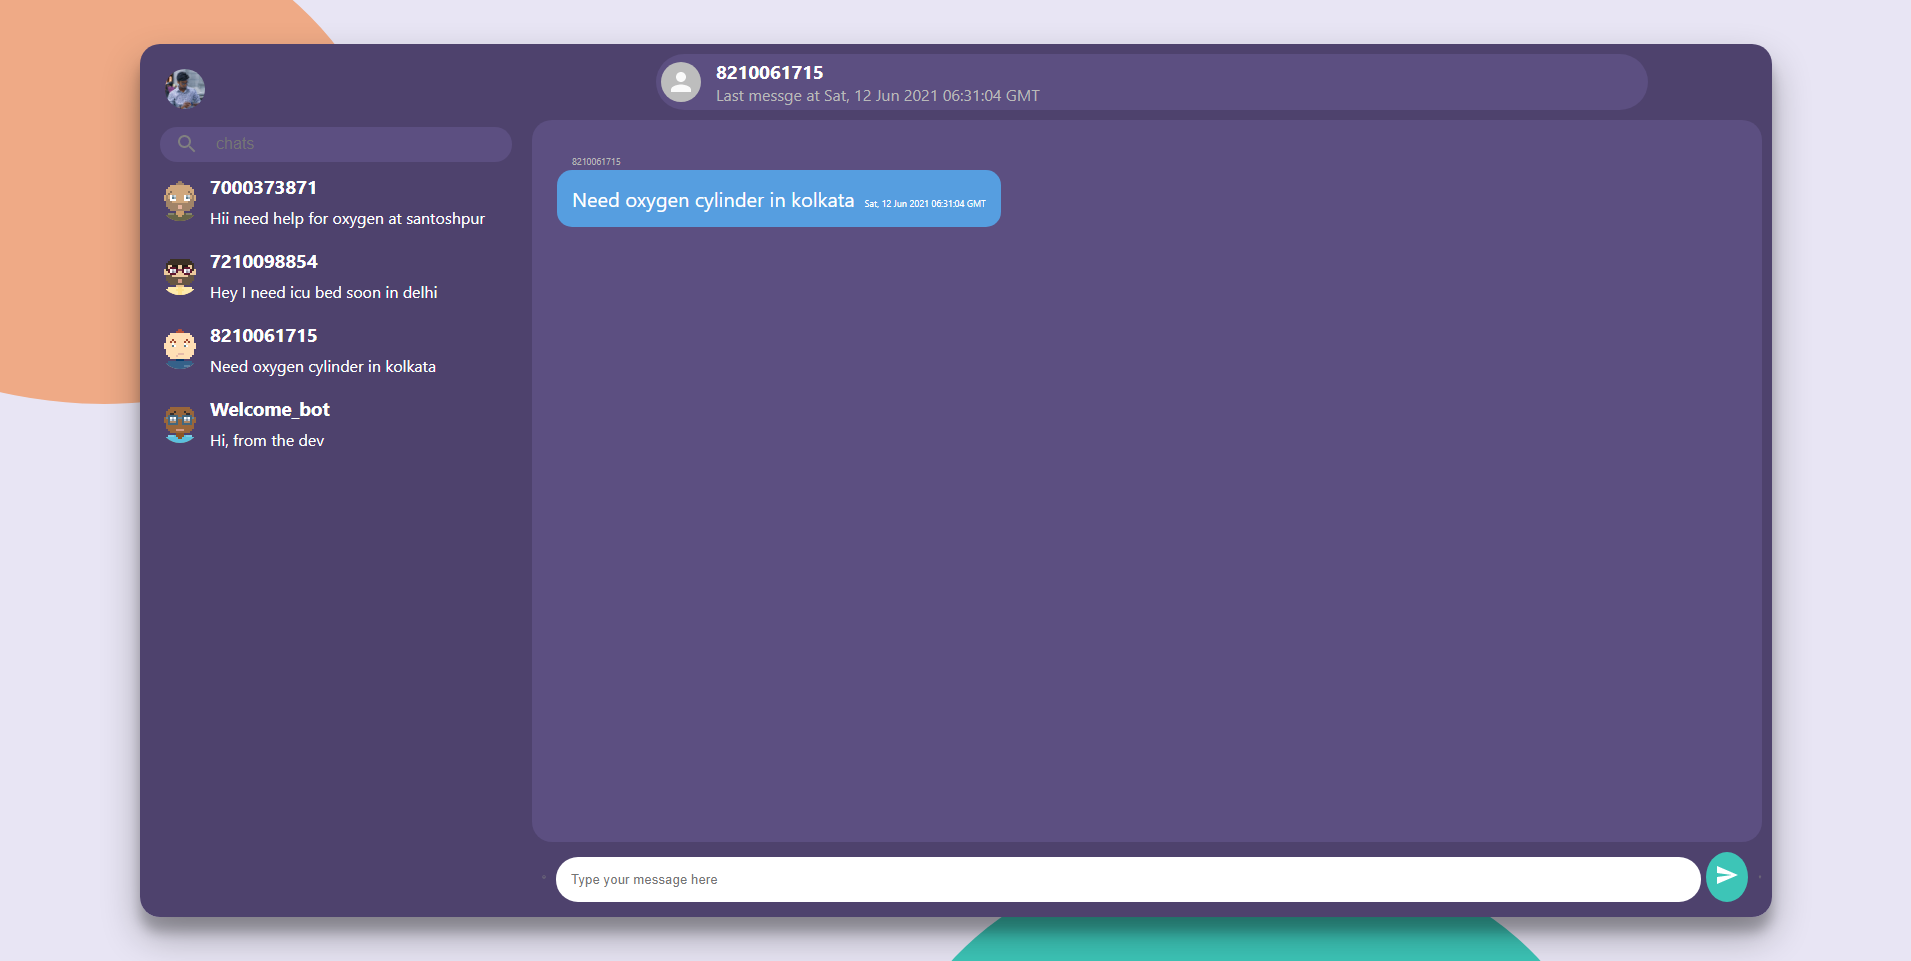 8210061715
Last messge at Sat, 12 Jun 2021 06:31:04 GMT
chats
7000373871
Hii need help for oxygen at santoshpur
7210098854
Hey I need icu bed soon in delhi
8210061715
Need oxygen cylinder in kolkata
Welcome_bot
Hi, from the dev
8210061715
Need oxygen cylinder in kolkata Sat, 12 Jun 2021 06:31:04 GMT
Type your message here